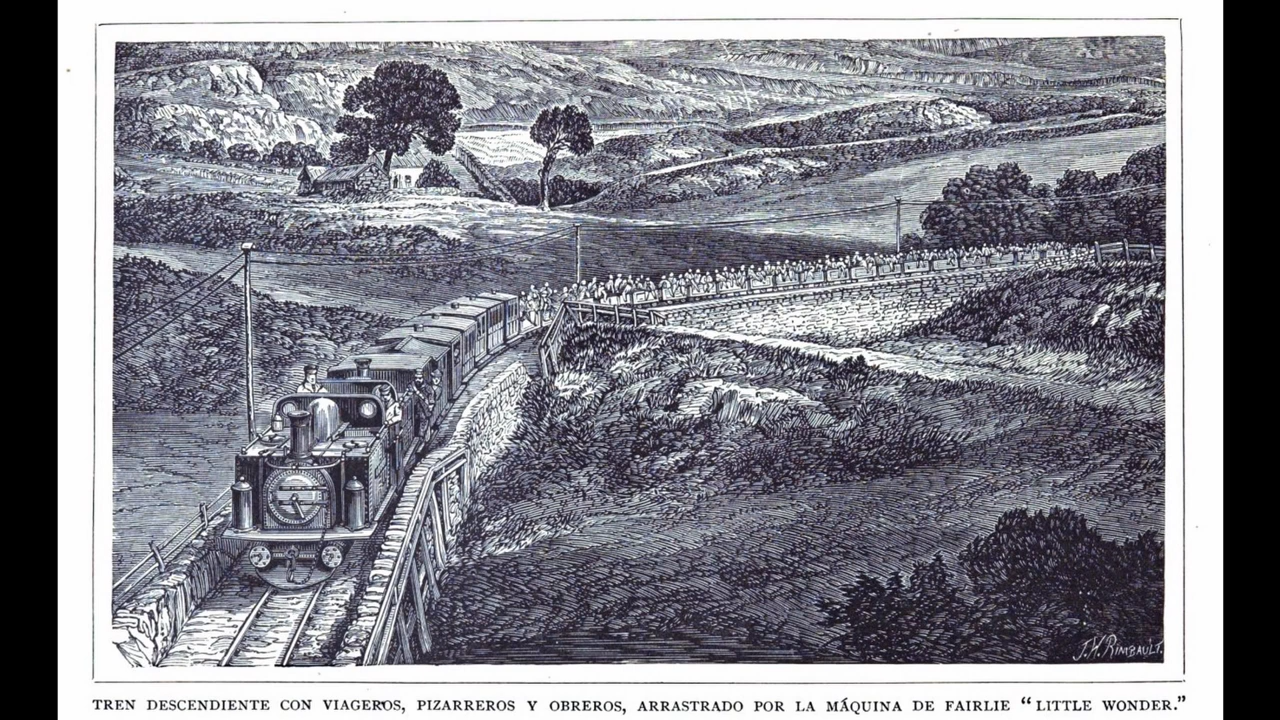 J. H. RIMBAULT.
TREN DESCENDIENTE CON VIAGEROS, PIZARREROS Y OBREROS, ARRASTRADO POR LA MÁQUINA DE FAIRLIE “LITTLE WONDER.”